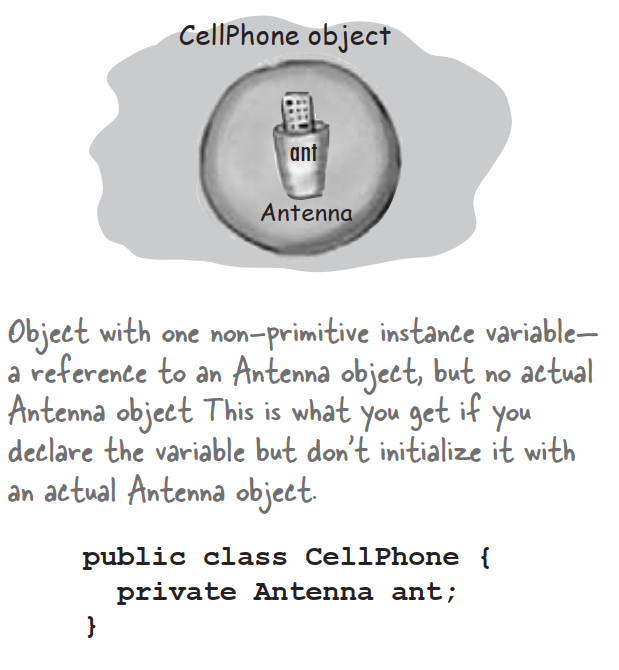 CellPhone object
ant
Antenna
Object with one non-primitive instance variable—
a reference to an Antenna object, but no actual
Antenna object This is what you get if you
declare the variable but don't initialize it with
an actual Antenna object.
public class CellPhone {
  private Antenna ant;
}